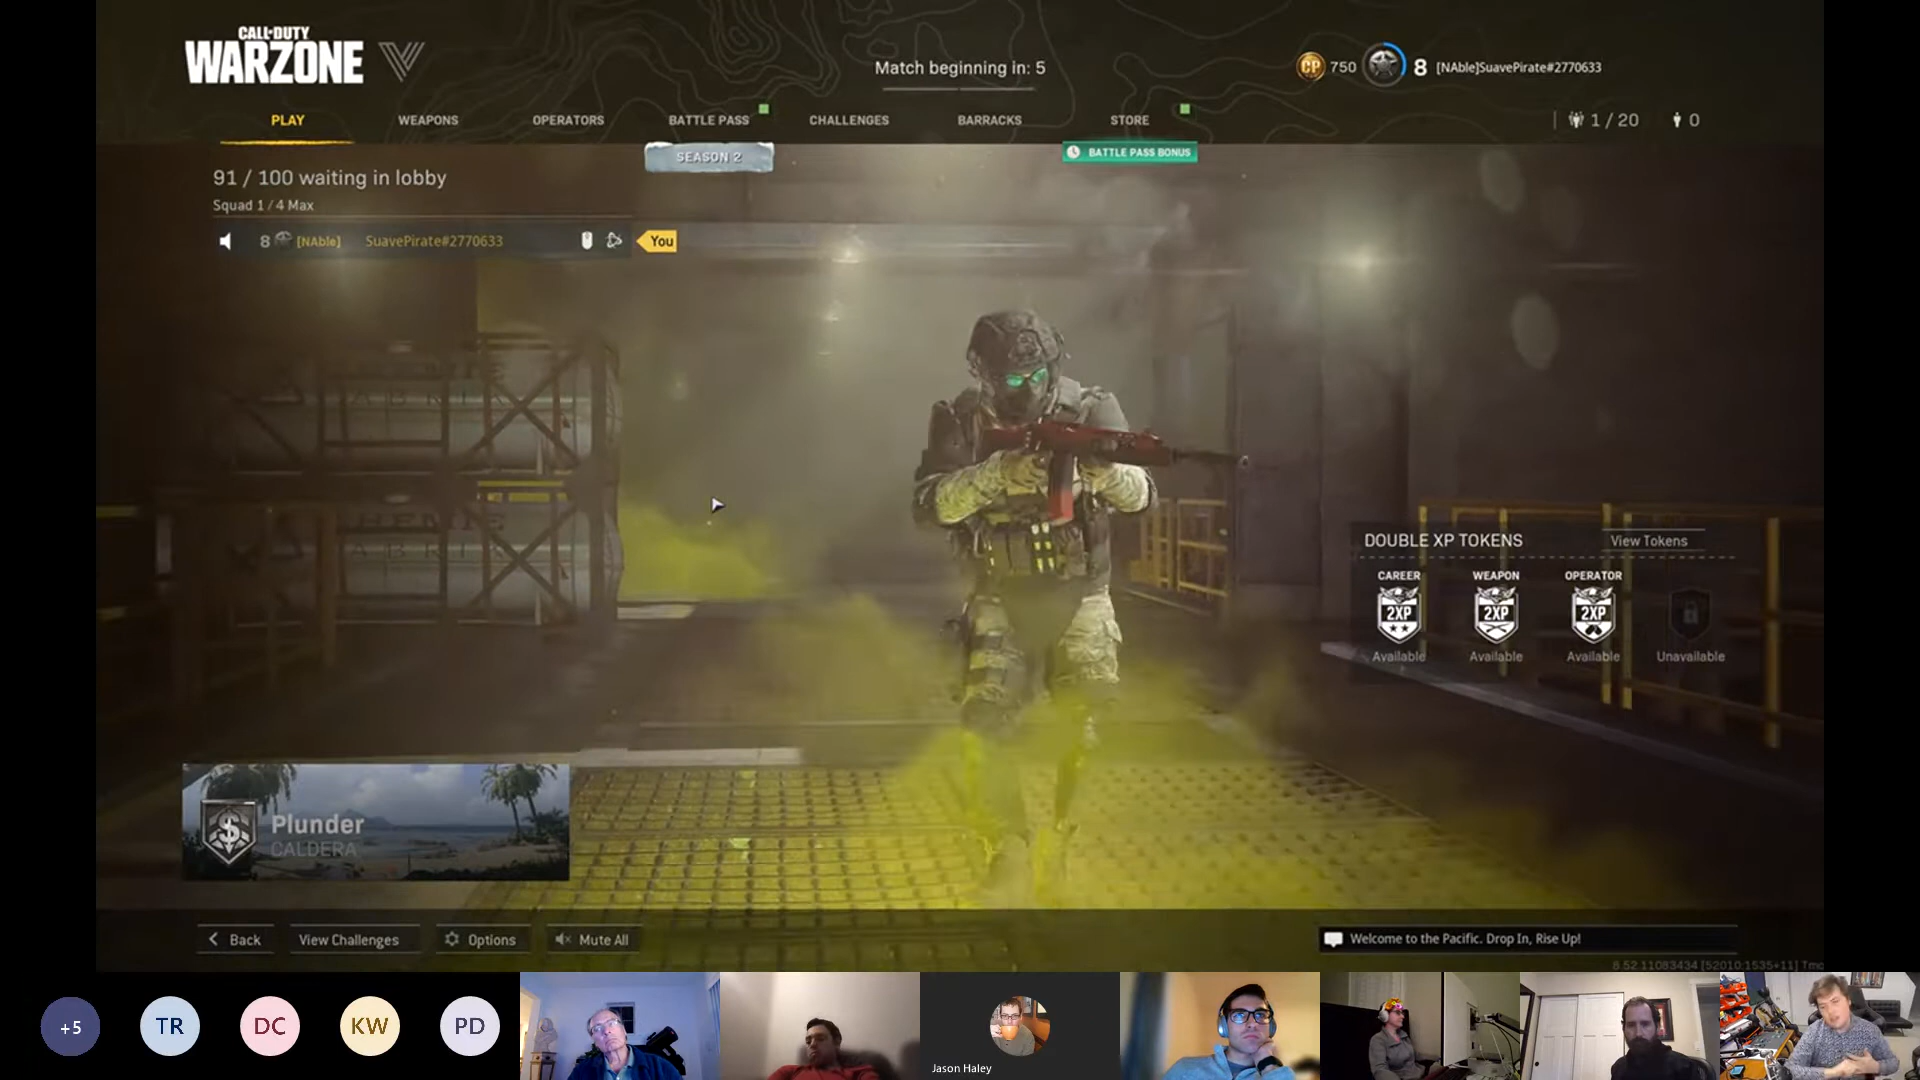 CALL OF DUTY
WARZONE
Match beginning in: 5
CP 750
8 [NAble]SuavePirate#2770633
PLAY
WEAPONS
OPERATORS
BATTLE PASS
CHALLENGES
BARRACKS
STORE
1 / 20
0
SEASON 2
BATTLE PASS BONUS
91 / 100 waiting in lobby
Squad 1 / 4 Max
8 [NAble] SuavePirate#2770633
You
DOUBLE XP TOKENS
View Tokens
CAREER
WEAPON
OPERATOR
2XP
2XP
2XP
Available
Available
Available
Unavailable
Plunder
CALDERA
Back
View Challenges
Options
Mute All
Welcome to the Pacific. Drop In, Rise Up!
+5
TR
DC
KW
PD
Jason Haley